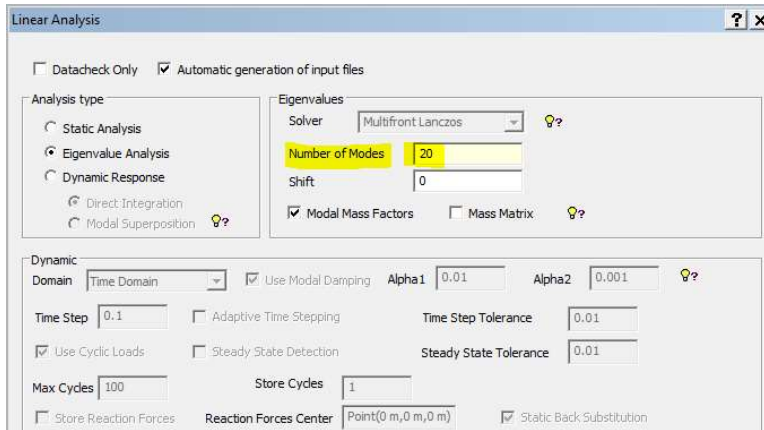 Linear Analysis
Datacheck Only Automatic generation of input files
Analysis type
Static Analysis
Eigenvalue Analysis
Dynamic Response
Direct Integration
Modal Superposition
Eigenvalues
Solver Multifront Lanczos
Number of Modes 20
Shift 0
Modal Mass Factors Mass Matrix
Dynamic
Domain Time Domain Use Modal Damping Alpha1 0.01 Alpha2 0.001
Time Step 0.1 Adaptive Time Stepping Time Step Tolerance 0.01
Use Cyclic Loads Steady State Detection Steady State Tolerance 0.01
Max Cycles 100 Store Cycles 1
Store Reaction Forces Reaction Forces Center Point(0 m,0 m,0 m) Static Back Substitution